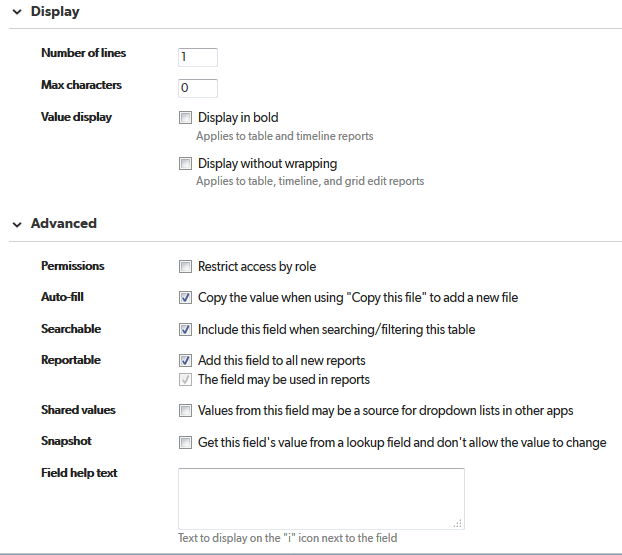 Display
Number of lines 1
Max characters 0
Value display Display in bold
Applies to table and timeline reports
Display without wrapping
Applies to table, timeline, and grid edit reports
Advanced
Permissions Restrict access by role
Auto-fill Copy the value when using "Copy this file" to add a new file
Searchable Include this field when searching/filtering this table
Reportable Add this field to all new reports
The field may be used in reports
Shared values Values from this field may be a source for dropdown lists in other apps
Snapshot Get this field's value from a lookup field and don't allow the value to change
Field help text
Text to display on the "i" icon next to the field